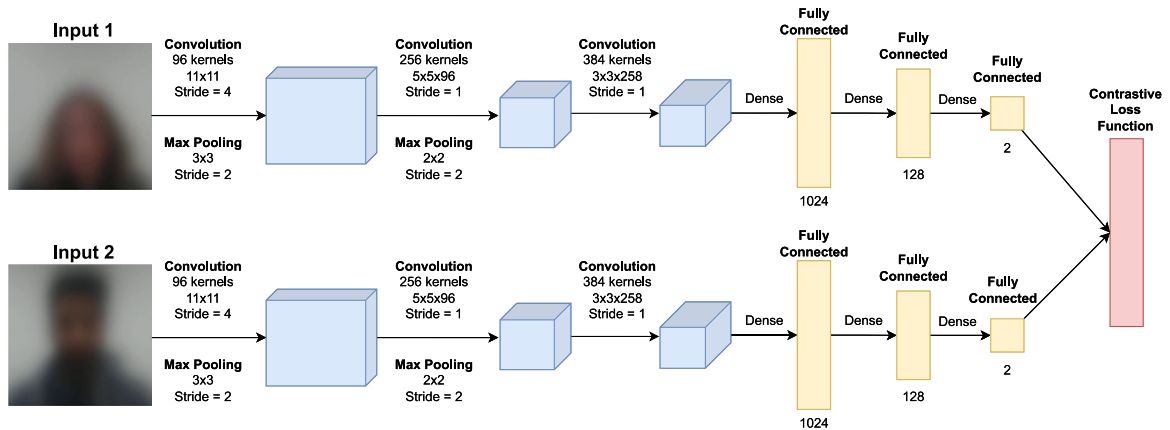 Input 1
Convolution
96 kernels
11x11
Stride = 4
Max Pooling
3x3
Stride = 2
Convolution
256 kernels
5x5x96
Stride = 1
Max Pooling
2x2
Stride = 2
Convolution
384 kernels
3x3x258
Stride = 1
Dense
Fully
Connected
1024
Dense
Fully
Connected
128
Dense
Fully
Connected
2
Contrastive
Loss
Function
Input 2
Convolution
96 kernels
11x11
Stride = 4
Max Pooling
3x3
Stride = 2
Convolution
256 kernels
5x5x96
Stride = 1
Max Pooling
2x2
Stride = 2
Convolution
384 kernels
3x3x258
Stride = 1
Dense
Fully
Connected
1024
Dense
Fully
Connected
128
Dense
Fully
Connected
2